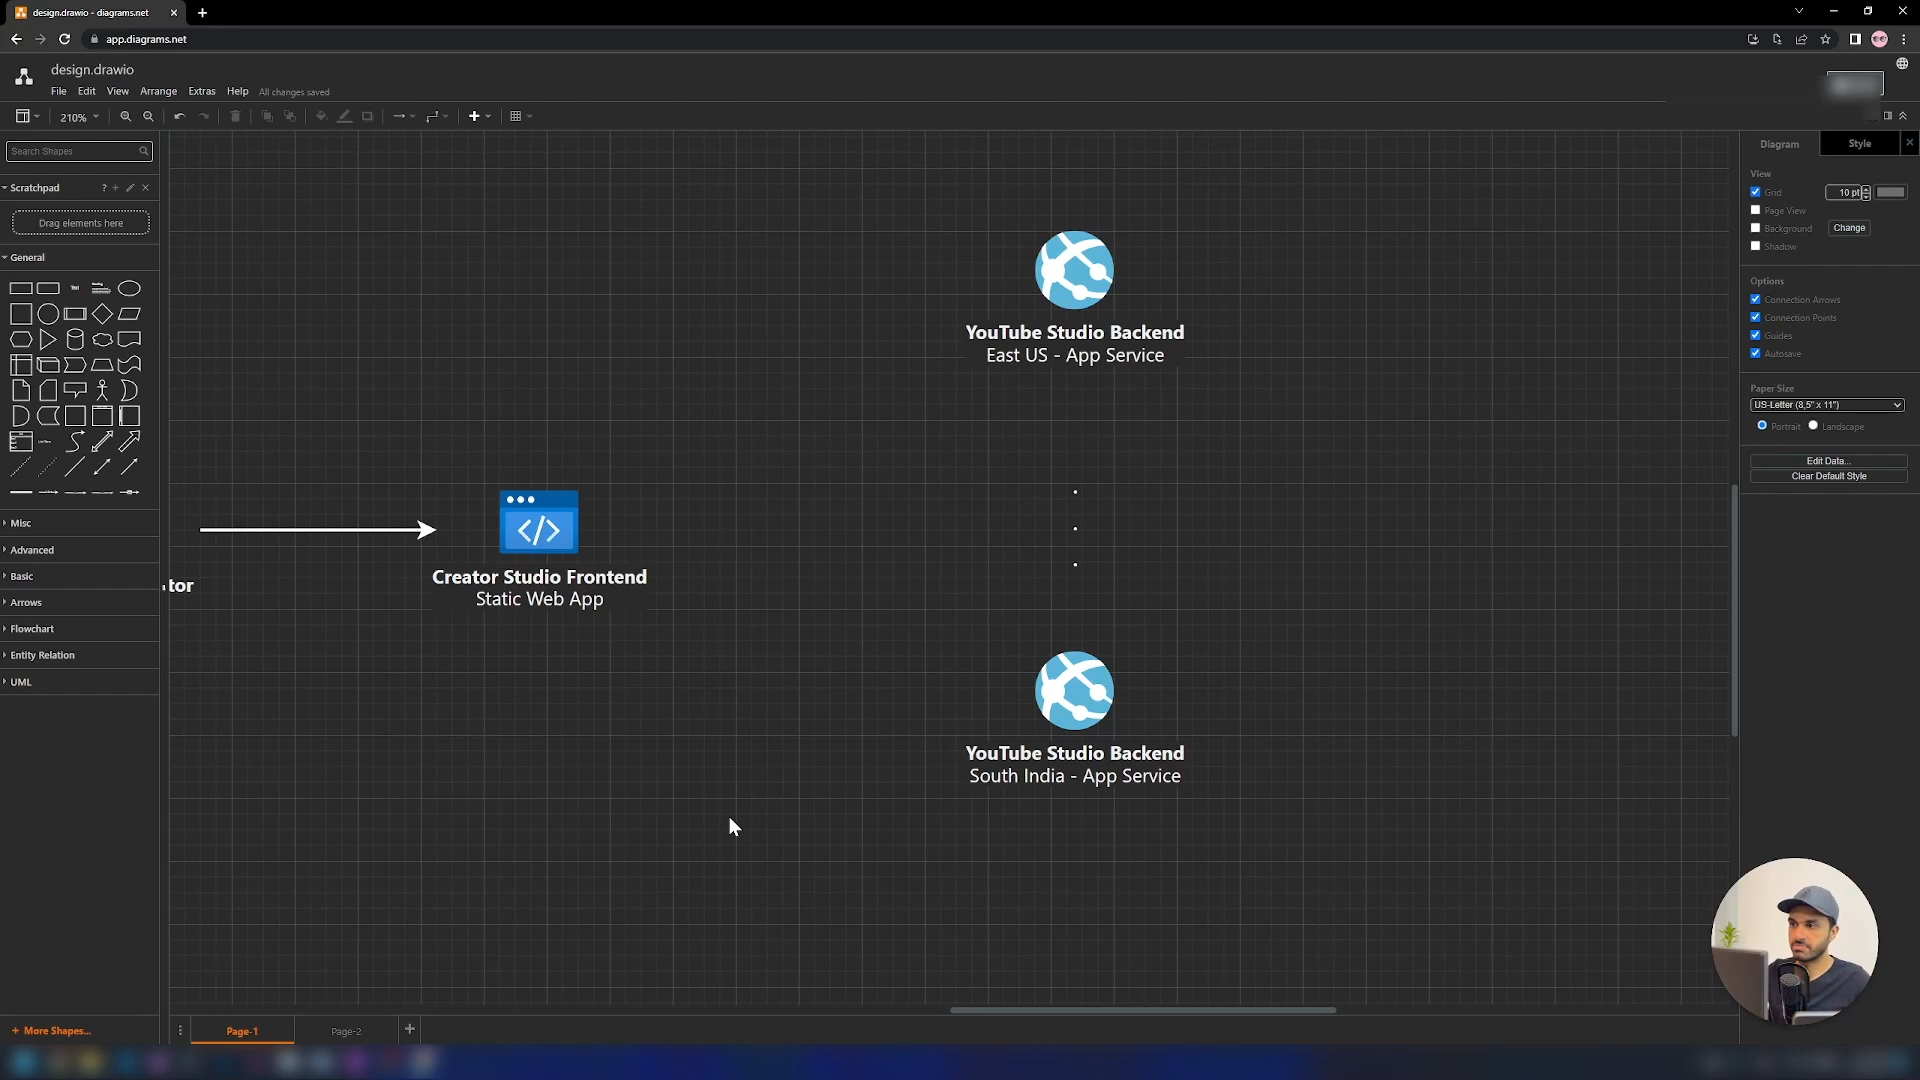 design.drawio - diagrams.net
app.diagrams.net
design.drawio
File Edit View Arrange Extras Help All changes saved
210%
Search Shapes
Scratchpad
?
Drag elements here
General
Text
Misc
Advanced
Basic
Arrows
Flowchart
Entity Relation
UML
+ More Shapes...
tor
Creator Studio Frontend
Static Web App
YouTube Studio Backend
East US - App Service
YouTube Studio Backend
South India - App Service
Page-1
Page-2
Diagram
Style
View
Grid
10 pt
Page View
Background
Change
Shadow
Options
Connection Arrows
Connection Points
Guides
Autosave
Paper Size
US-Letter (8,5" x 11")
Portrait
Landscape
Edit Data...
Clear Default Style